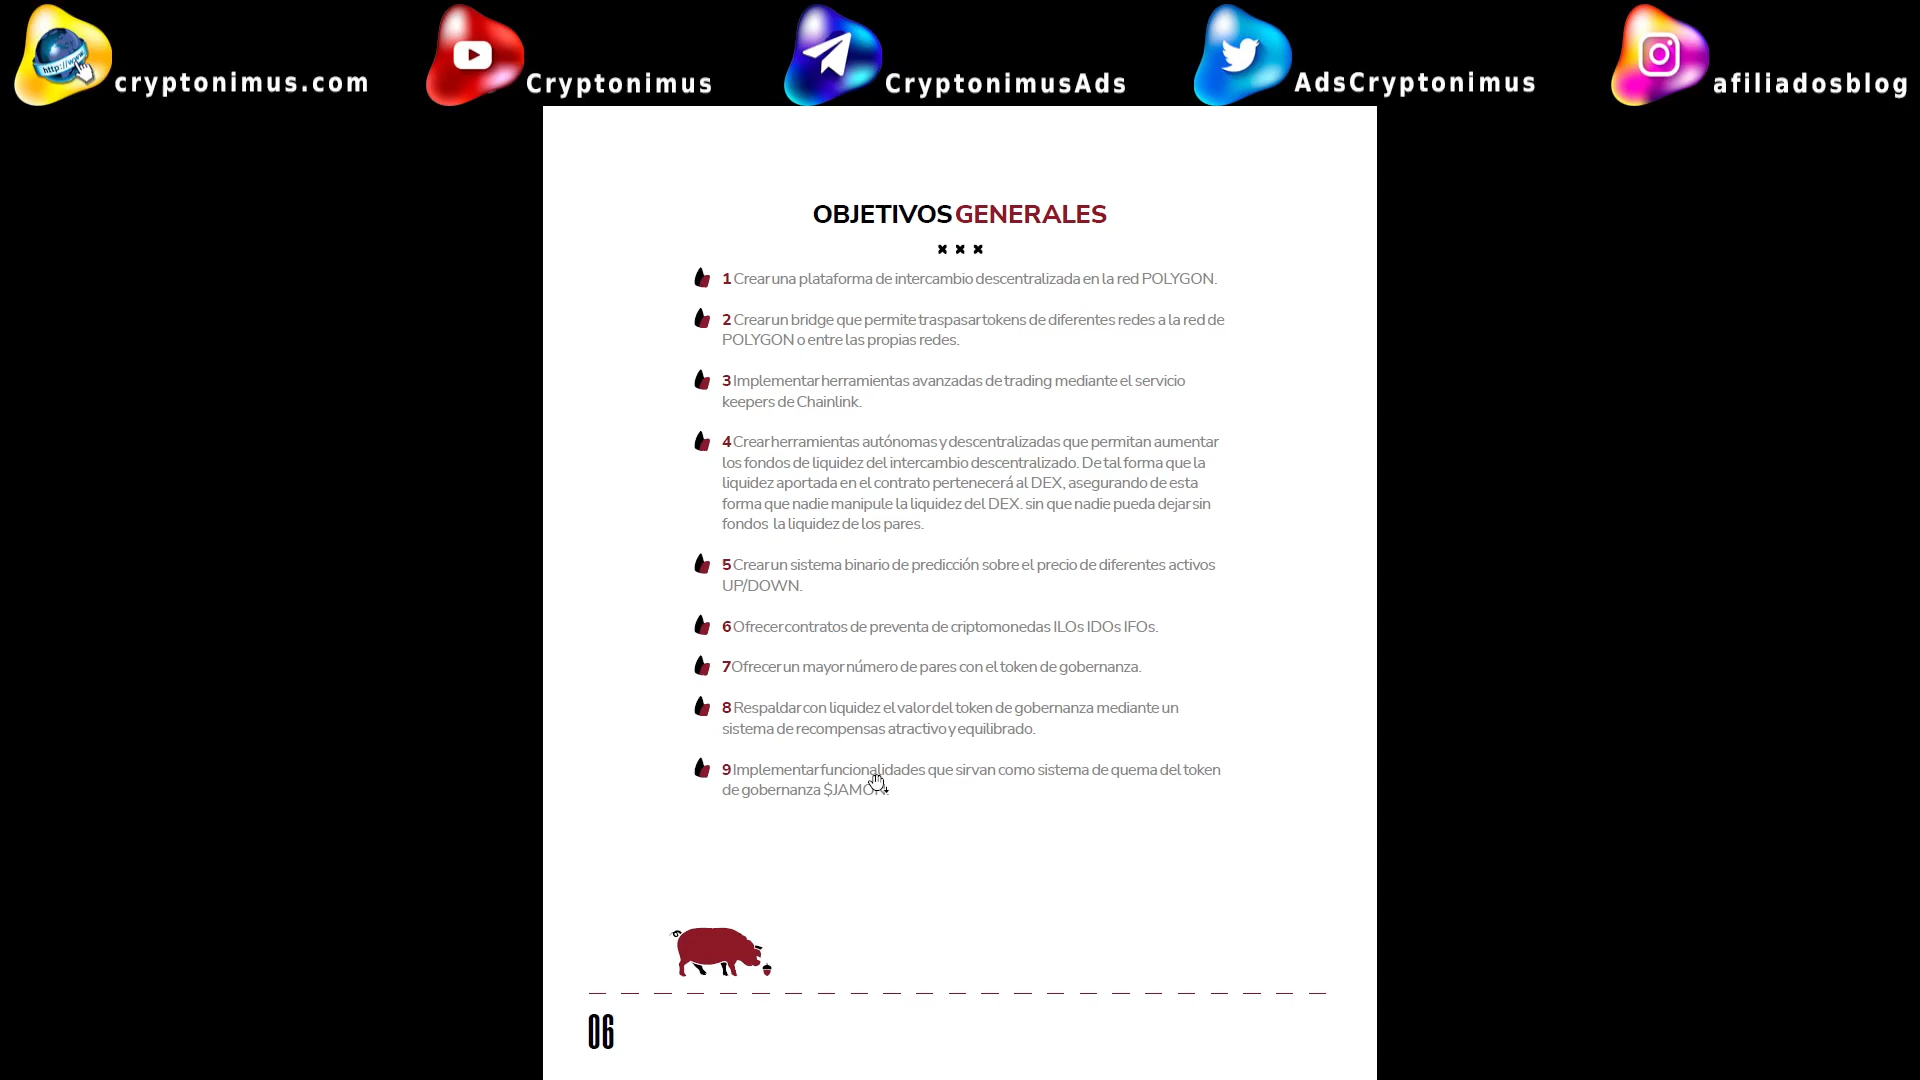 cryptonimus.com
Cryptonimus
CryptonimusAds
AdsCryptonimus
afiliadosblog
http://www
OBJETIVOS GENERALES
1 Crear una plataforma de intercambio descentralizada en la red POLYGON.
2 Crear un bridge que permite traspasar tokens de diferentes redes a la red de
POLYGON o entre las propias redes.
3 Implementar herramientas avanzadas de trading mediante el servicio
keepers de Chainlink.
4 Crear herramientas autónomas y descentralizadas que permitan aumentar
los fondos de liquidez del intercambio descentralizado. De tal forma que la
liquidez aportada en el contrato pertenecerá al DEX, asegurando de esta
forma que nadie manipule la liquidez del DEX. sin que nadie pueda dejar sin
fondos la liquidez de los pares.
5 Crear un sistema binario de predicción sobre el precio de diferentes activos
UP/DOWN.
6 Ofrecer contratos de preventa de criptomonedas ILOs IDOs IFOs.
7 Ofrecer un mayor número de pares con el token de gobernanza.
8 Respaldar con liquidez el valor del token de gobernanza mediante un
sistema de recompensas atractivo y equilibrado.
9 Implementar funcionalidades que sirvan como sistema de quema del token
de gobernanza $JAMON.
06